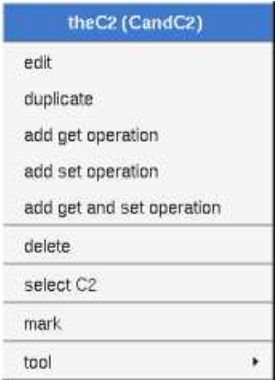 theC2 (CandC2)
edit
duplicate
add get operation
add set operation
add get and set operation
delete
select C2
mark
tool